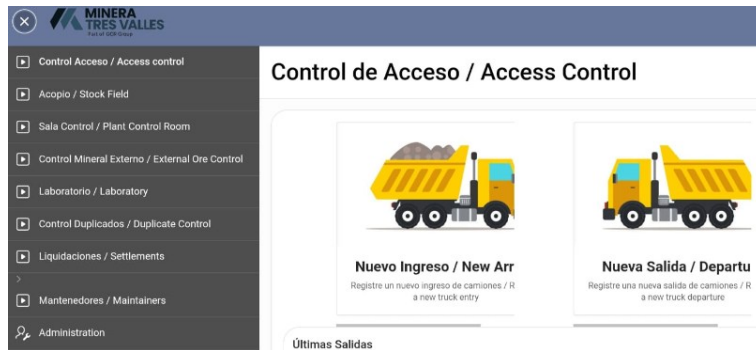 MINERA
TRES VALLES
Part of GCR Group
Control Acceso / Access control
Acopio / Stock Field
Sala Control / Plant Control Room
Control Mineral Externo / External Ore Control
Laboratorio / Laboratory
Control Duplicados / Duplicate Control
Liquidaciones / Settlements
>
Mantenedores / Maintainers
Administration
Control de Acceso / Access Control
Nuevo Ingreso / New Arr
Registre un nuevo ingreso de camiones / R
a new truck entry
Nueva Salida / Departu
Registre una nueva salida de camiones / R
a new truck departure
Últimas Salidas